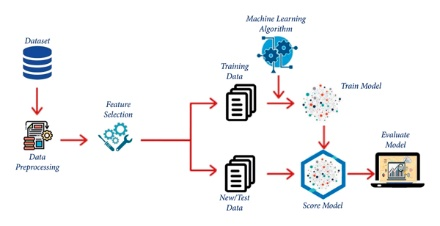 Machine Learning
Algorithm
Dataset
Training
Data
Train Model
Feature
Selection
Evaluate
Model
Data
Preprocessing
New/Test
Data
Score Model